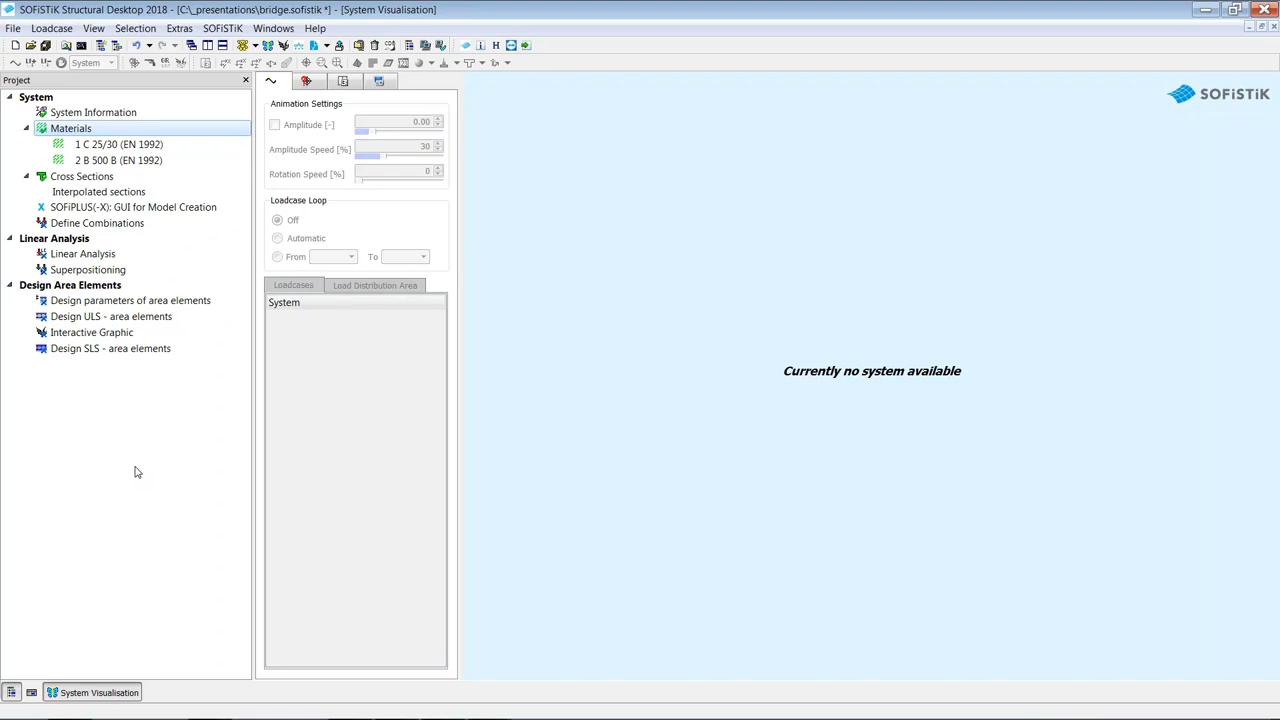 SOFiSTiK Structural Desktop 2018 - [C:\_presentations\bridge.sofistik *] - [System Visualisation]
File Loadcase View Selection Extras SOFiSTiK Windows Help
System
Project
System
System Information
Materials
1 C 25/30 (EN 1992)
2 B 500 B (EN 1992)
Cross Sections
Interpolated sections
SOFiPLUS(-X): GUI for Model Creation
Define Combinations
Linear Analysis
Linear Analysis
Superpositioning
Design Area Elements
Design parameters of area elements
Design ULS - area elements
Interactive Graphic
Design SLS - area elements
Animation Settings
Amplitude [-] 0.00
Amplitude Speed [%] 30
Rotation Speed [%] 0
Loadcase Loop
Off
Automatic
From To
Loadcases Load Distribution Area
System
SOFiSTiK
Currently no system available
System Visualisation